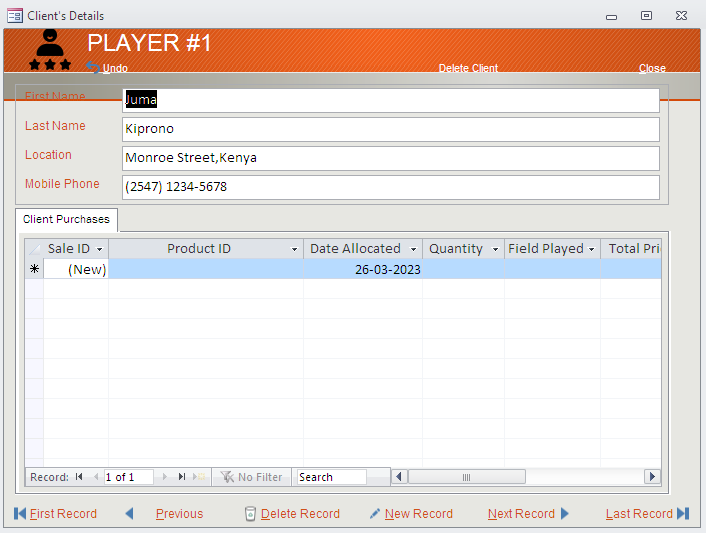 Client's Details
PLAYER #1
Undo Delete Client Close
First Name Juma
Last Name Kiprono
Location Monroe Street,Kenya
Mobile Phone (2547) 1234-5678
Client Purchases
Sale ID Product ID Date Allocated Quantity Field Played Total Pri
(New) 26-03-2023
Record: 1 of 1 No Filter Search
First Record Previous Delete Record New Record Next Record Last Record